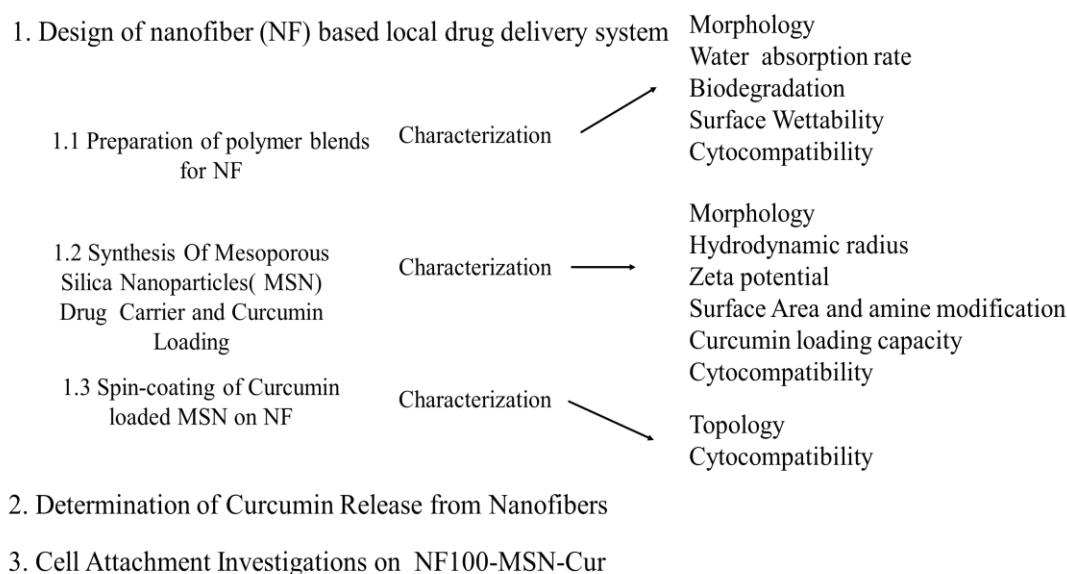 1. Design of nanofiber (NF) based local drug delivery system
Morphology
Water absorption rate
Biodegradation
Surface Wettability
Cytocompatibility
1.1 Preparation of polymer blends
for NF
Characterization
Morphology
Hydrodynamic radius
Zeta potential
Surface Area and amine modification
Curcumin loading capacity
Cytocompatibility
1.2 Synthesis Of Mesoporous
Silica Nanoparticles( MSN)
Drug Carrier and Curcumin
Loading
Characterization
1.3 Spin-coating of Curcumin
loaded MSN on NF
Characterization
Topology
Cytocompatibility
2. Determination of Curcumin Release from Nanofibers
3. Cell Attachment Investigations on NF100-MSN-Cur